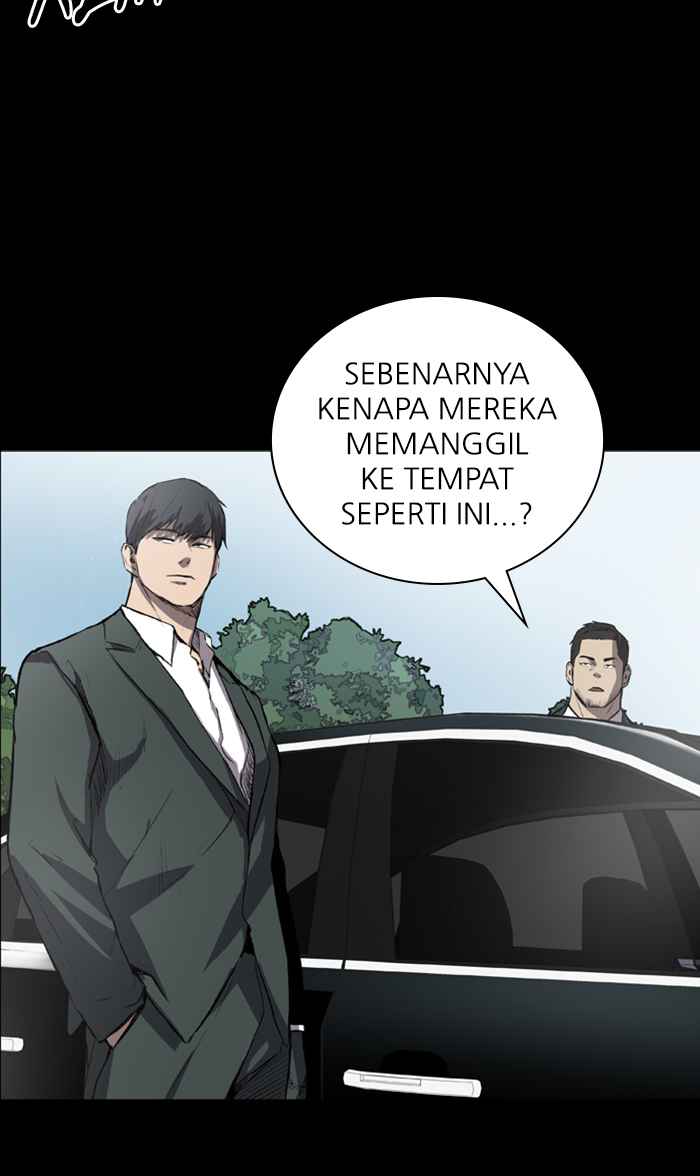 SEBENARNYA
KENAPA MEREKA
MEMANGGIL
KE TEMPAT
SEPERTI INI...?